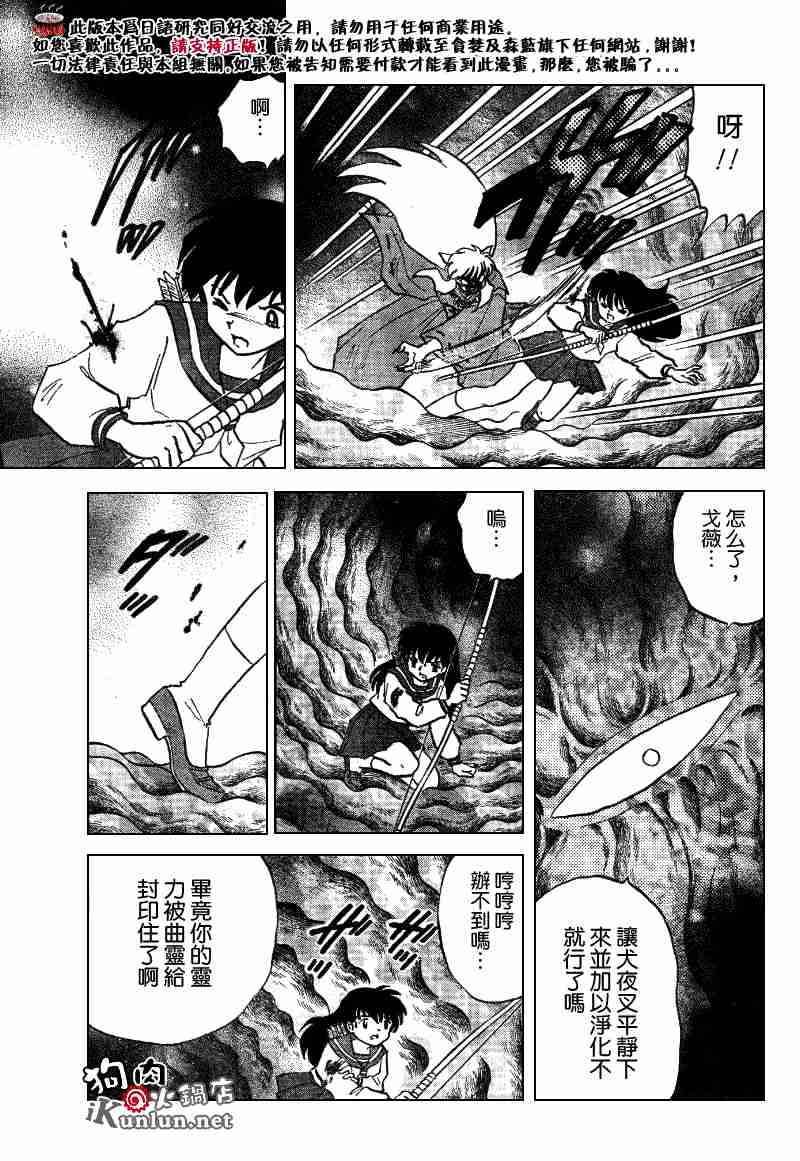 此版本爲日語研究同好交流之用，請勿用于任何商業用途。
如您喜歡此作品，請支持正版！請勿以任何形式轉載至貪婪及森藍旗下任何網站，謝謝！
一切法律責任與本組無關。如果您被告知需要付款才能看到此漫畫，那麼，您被騙了...
呀!!
啊…
怎么了，
戈薇…
嗚…
讓犬夜叉平靜下
來並加以淨化不
就行了嗎
哼哼哼
辦不到嗎…
畢竟你的靈
力被曲靈給
封印住了啊
狗肉
火鍋店
iKunlun.net